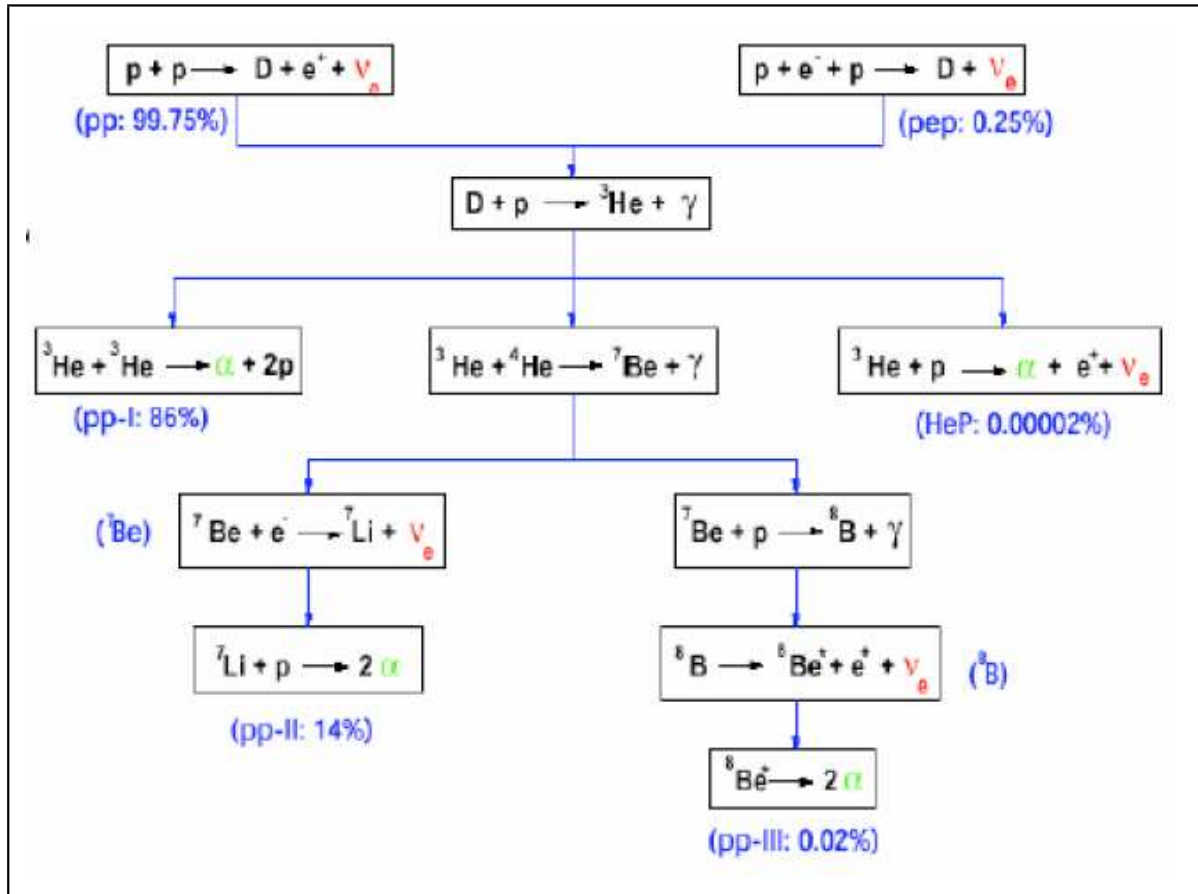 p + p → D + e⁺ + νₑ
p + e⁻ + p → D + νₑ
(pp: 99.75%)
(pep: 0.25%)
D + p → ³He + γ
³He + ³He → α + 2p
³He + ⁴He → ⁷Be + γ
³He + p → α + e⁺ + νₑ
(pp-I: 86%)
(HeP: 0.00002%)
(⁷Be)
⁷Be + e⁻ → ⁷Li + νₑ
⁷Be + p → ⁸B + γ
⁷Li + p → 2 α
⁸B → ⁸Be* + e⁺ + νₑ
(⁸B)
(pp-II: 14%)
⁸Be* → 2 α
(pp-III: 0.02%)